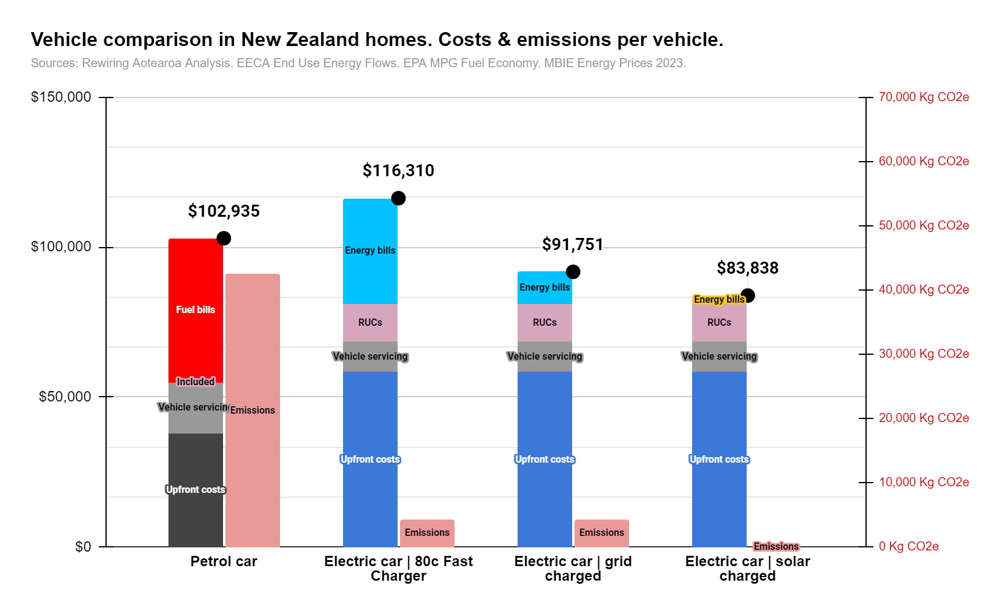 Vehicle comparison in New Zealand homes. Costs & emissions per vehicle.
Sources: Rewiring Aotearoa Analysis. EECA End Use Energy Flows. EPA MPG Fuel Economy. MBIE Energy Prices 2023.
$150,000
$100,000
$50,000
$0
70,000 Kg CO2e
60,000 Kg CO2e
50,000 Kg CO2e
40,000 Kg CO2e
30,000 Kg CO2e
20,000 Kg CO2e
10,000 Kg CO2e
0 Kg CO2e
$102,935
Fuel bills
Included
Vehicle servicing
Upfront costs
Emissions
$116,310
Energy bills
RUCs
Vehicle servicing
Upfront costs
Emissions
$91,751
Energy bills
RUCs
Vehicle servicing
Upfront costs
Emissions
$83,838
Energy bills
RUCs
Vehicle servicing
Upfront costs
Emissions
Petrol car
Electric car | 80c Fast
Charger
Electric car | grid
charged
Electric car | solar
charged